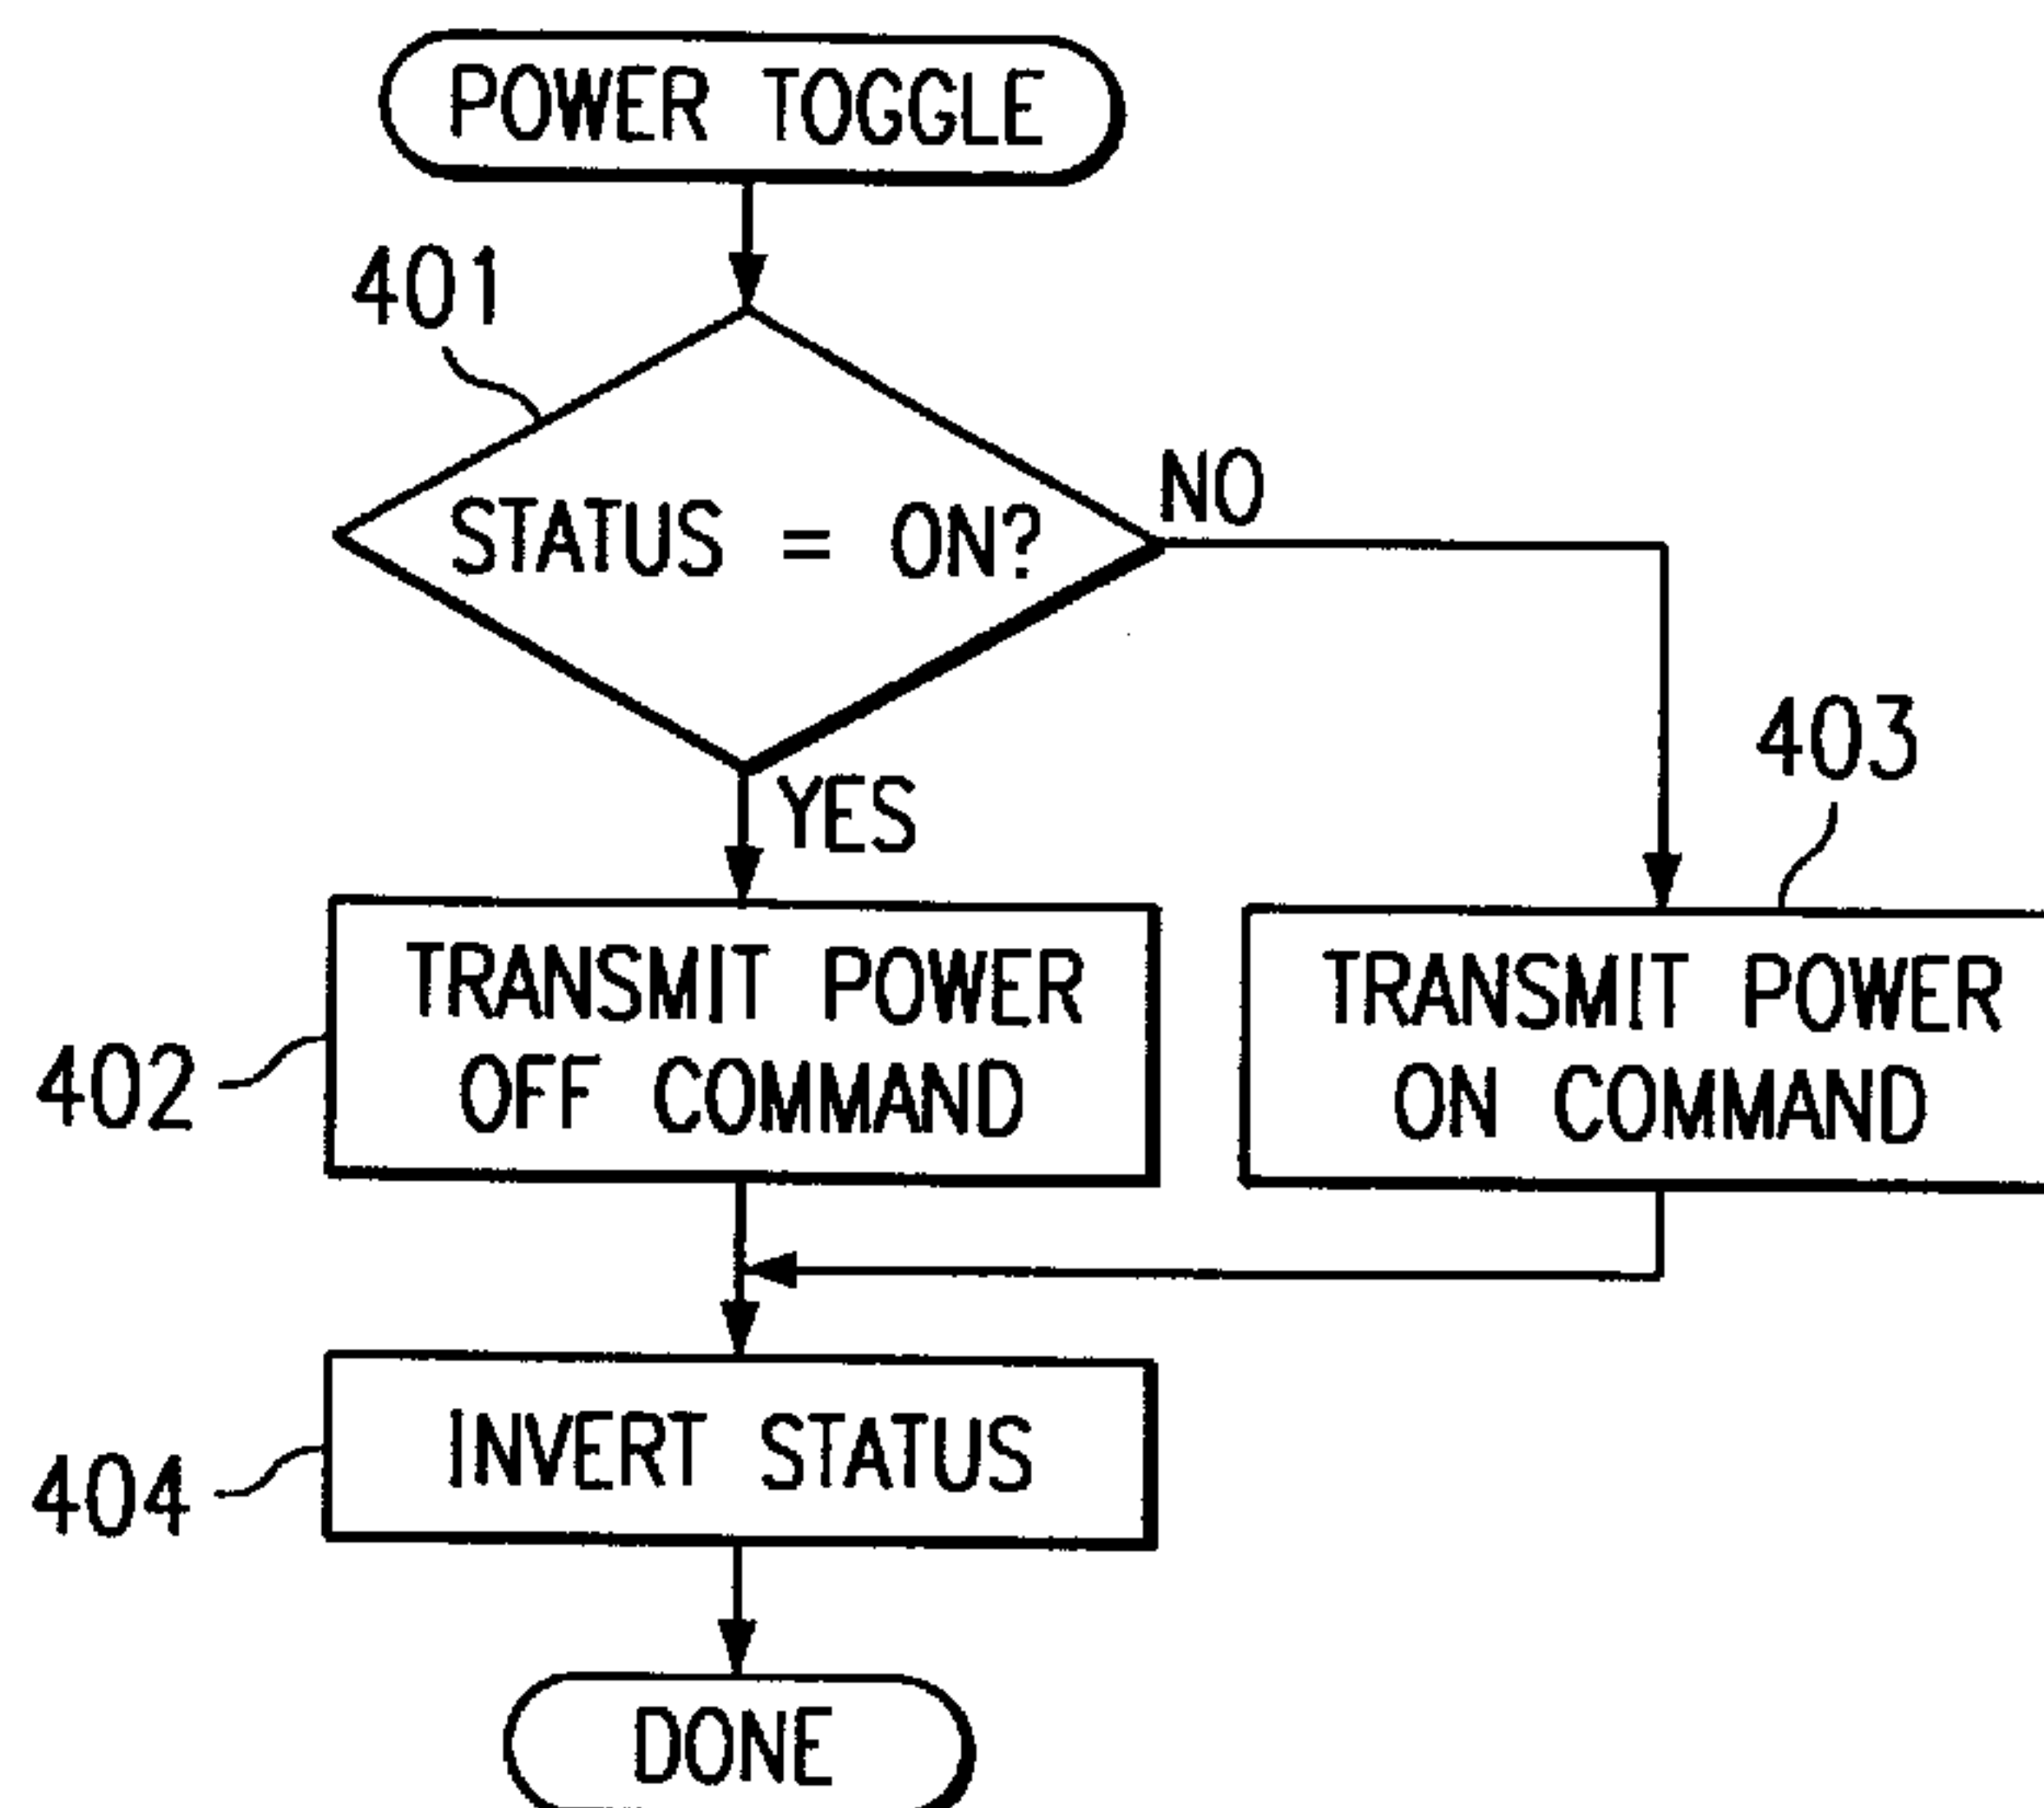 POWER TOGGLE
401
STATUS = ON?
NO
YES
403
TRANSMIT POWER
OFF COMMAND
402
TRANSMIT POWER
ON COMMAND
INVERT STATUS
404
DONE